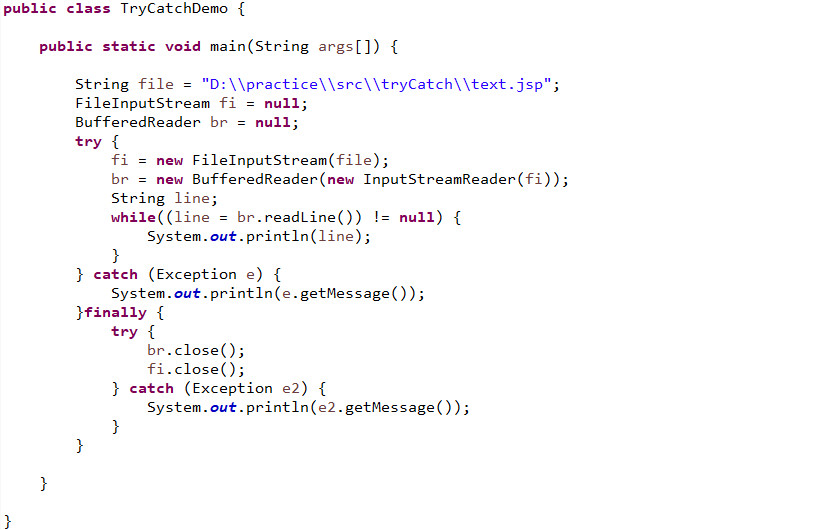 public class TryCatchDemo {
public static void main(String args[]) {
String file = "D:\\practice\\src\\tryCatch\\text.jsp";
FileInputStream fi = null;
BufferedReader br = null;
try {
fi = new FileInputStream(file);
br = new BufferedReader(new InputStreamReader(fi));
String line;
while((line = br.readLine()) != null) {
System.out.println(line);
}
} catch (Exception e) {
System.out.println(e.getMessage());
}finally {
try {
br.close();
fi.close();
} catch (Exception e2) {
System.out.println(e2.getMessage());
}
}
}
}